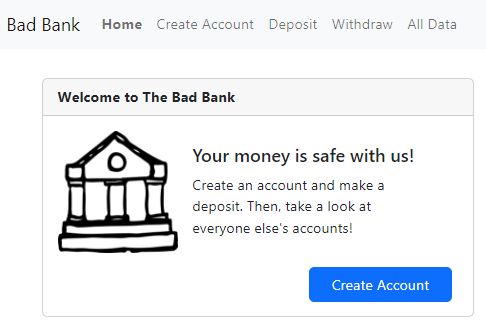 Bad Bank Home Create Account Deposit Withdraw All Data
Welcome to The Bad Bank
Your money is safe with us!
Create an account and make a
deposit. Then, take a look at
everyone else's accounts!
Create Account